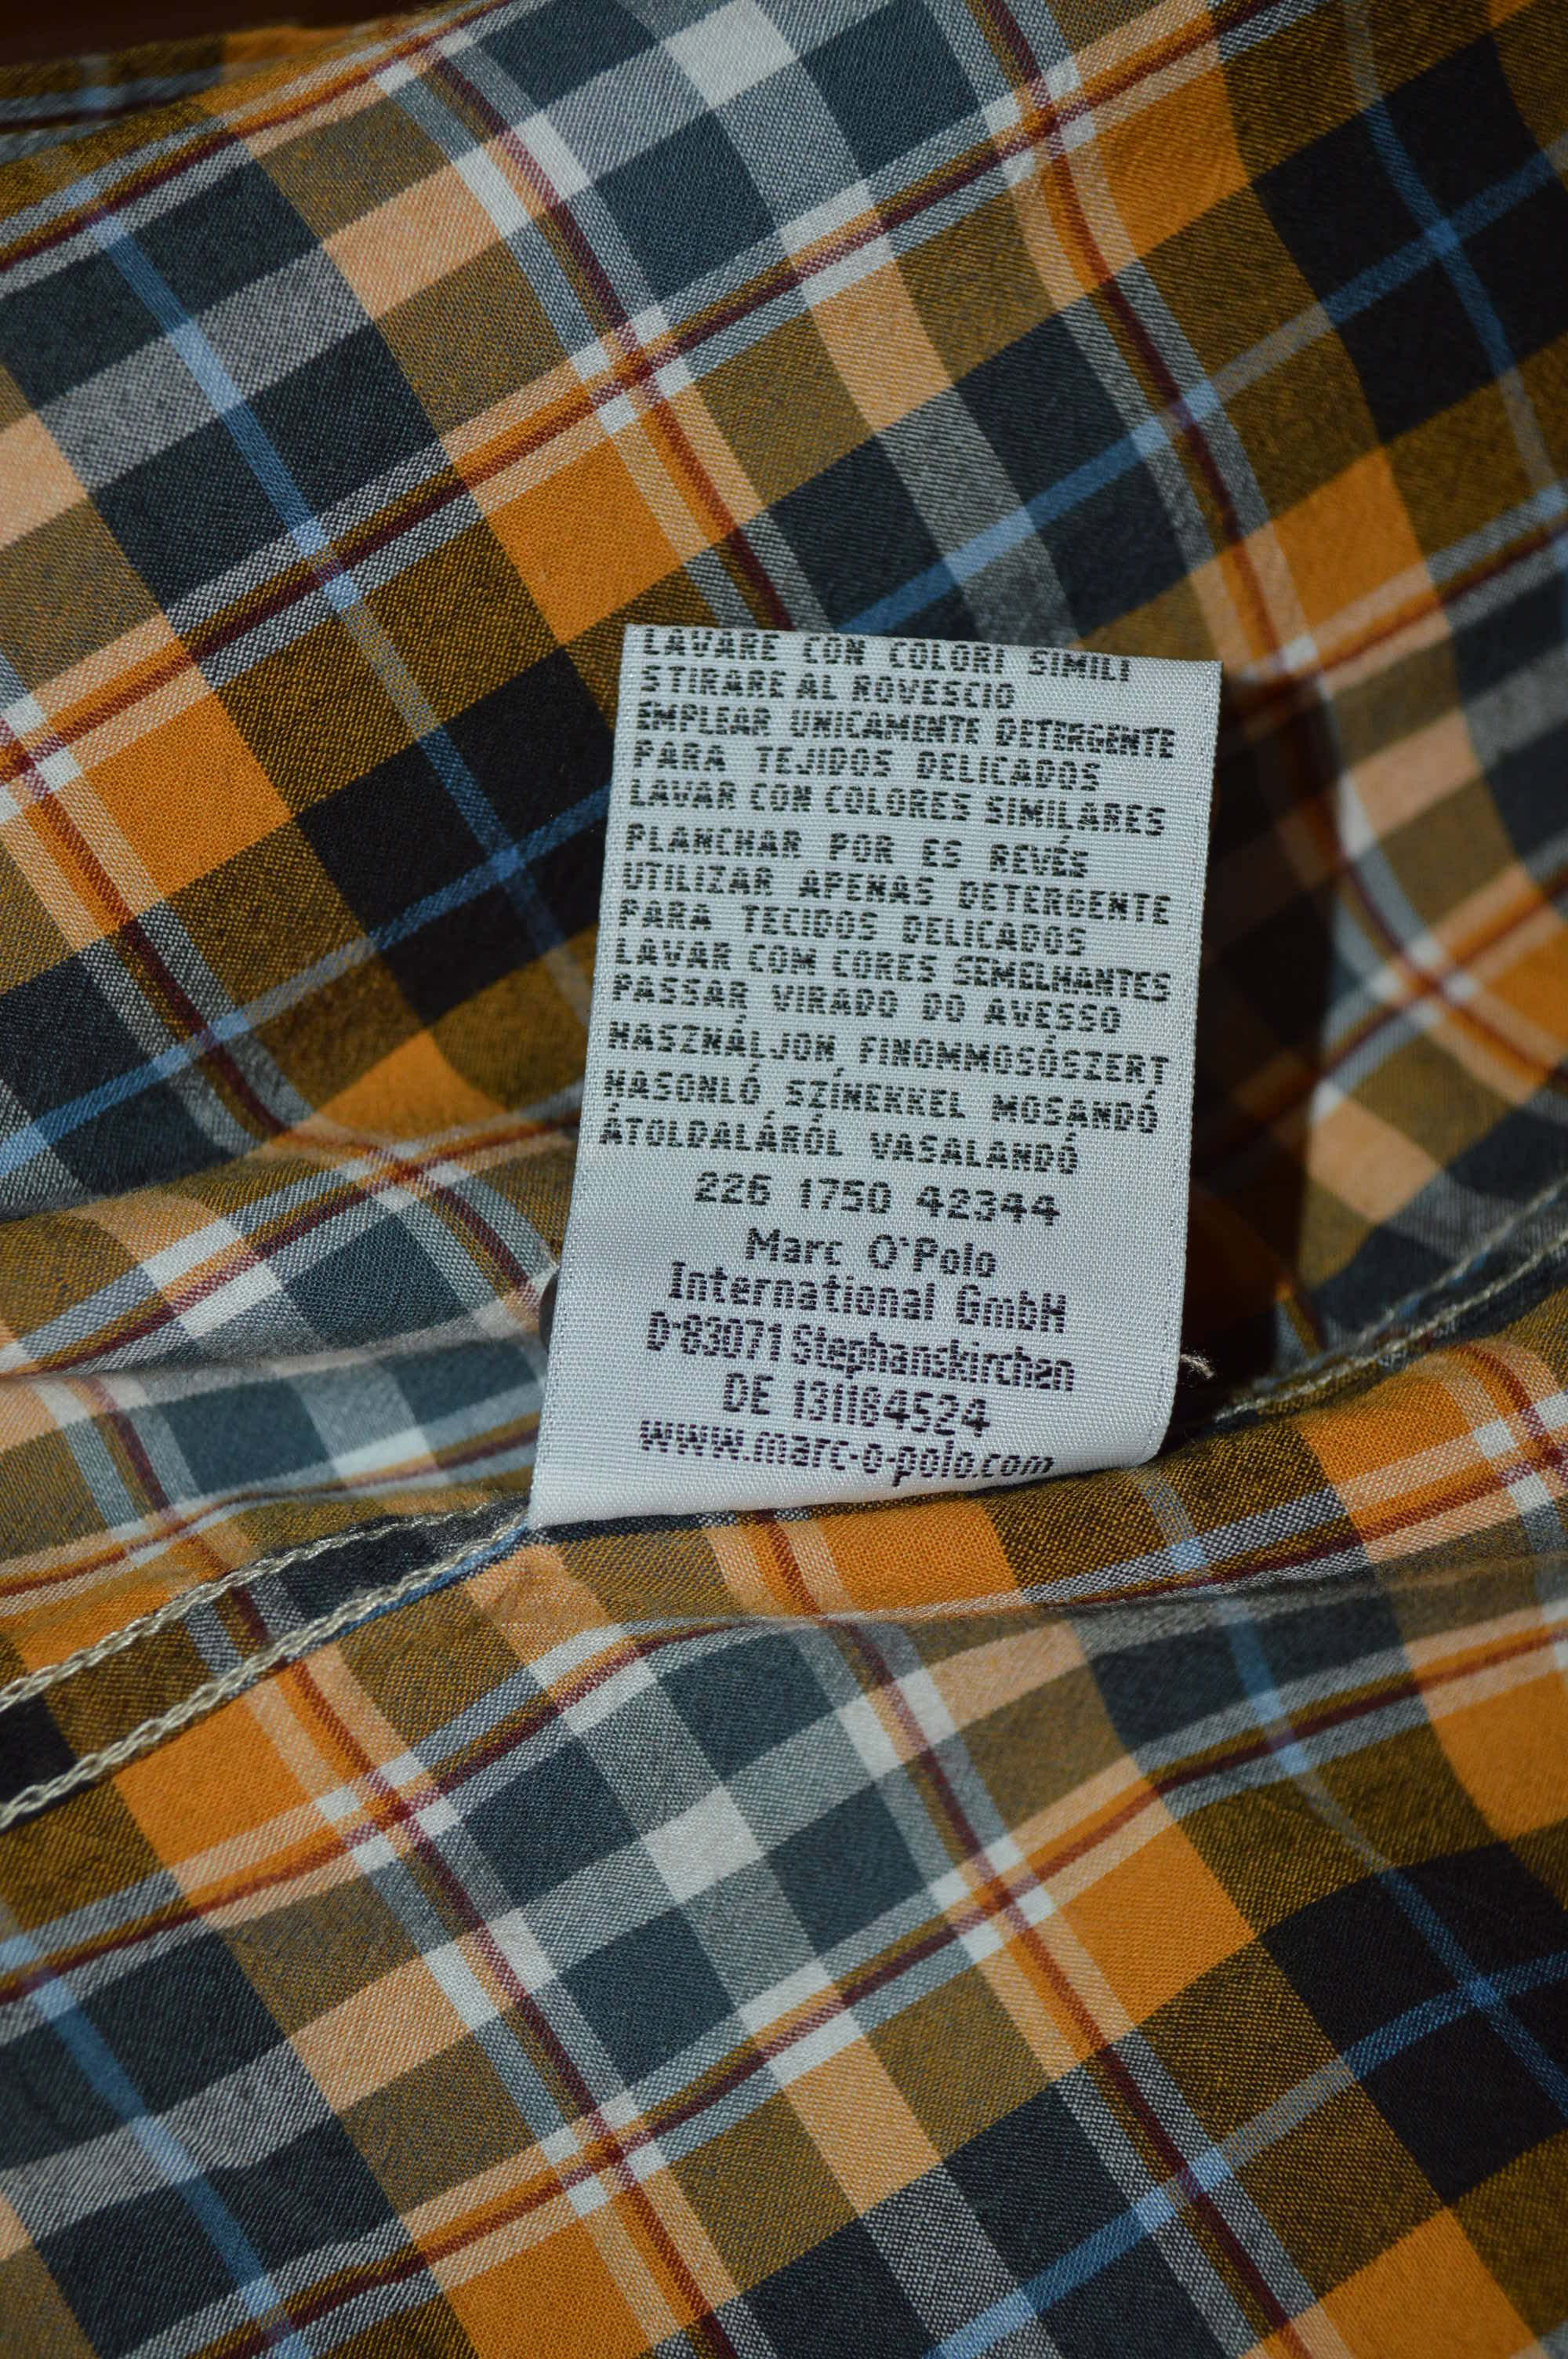 LAVARE CON COLORI SIMILI
STIRARE AL ROVESCIO
EMPLEAR UNICAMENTE DETERGENTE
PARA TEJIDOS DELICADOS
LAVAR CON COLORES SIMILARES
PLANCHAR POR ES REVÉS
UTILIZAR APENAS DETERGENTE
PARA TECIDOS DELICADOS
LAVAR COM CORES SEMELHANTES
PASSAR VIRADO DO AVESSO
HASZNÁLJON FINOMMOSÓSZERT
HASONLÓ SZÍNEKKEL MOSANDÓ
ÁTOLDALÁRÓL VASALANDÓ
226 1750 42344
Marc O'Polo
International GmbH
D-83071 Stephanskirchen
DE 131184524
www.marc-o-polo.com